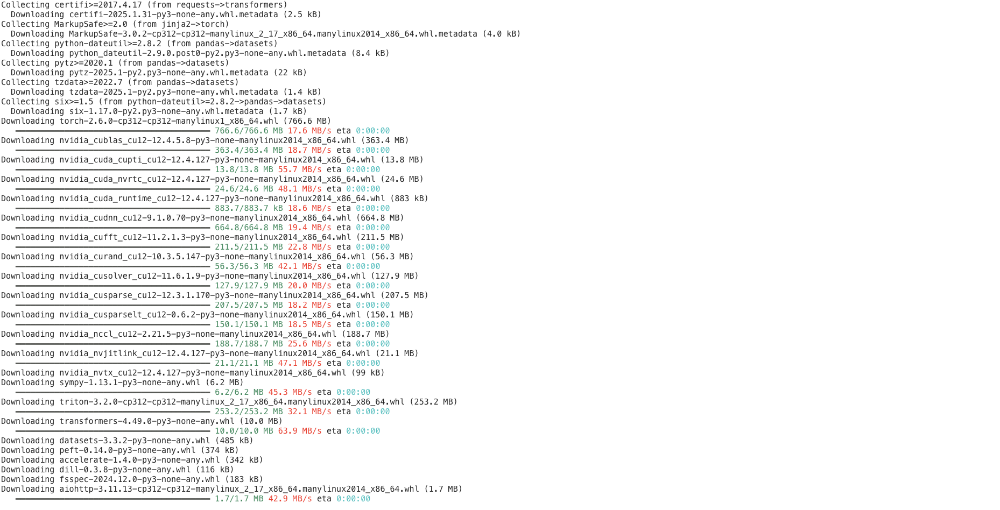 Collecting certifi>=2017.4.17 (from requests->transformers)
  Downloading certifi-2025.1.31-py3-none-any.whl.metadata (2.5 kB)
Collecting MarkupSafe>=2.0 (from jinja2->torch)
  Downloading MarkupSafe-3.0.2-cp312-cp312-manylinux_2_17_x86_64.manylinux2014_x86_64.whl.metadata (4.0 kB)
Collecting python-dateutil>=2.8.2 (from pandas->datasets)
  Downloading python_dateutil-2.9.0.post0-py2.py3-none-any.whl.metadata (8.4 kB)
Collecting pytz>=2020.1 (from pandas->datasets)
  Downloading pytz-2025.1-py2.py3-none-any.whl.metadata (22 kB)
Collecting tzdata>=2022.7 (from pandas->datasets)
  Downloading tzdata-2025.1-py2.py3-none-any.whl.metadata (1.4 kB)
Collecting six>=1.5 (from python-dateutil>=2.8.2->pandas->datasets)
  Downloading six-1.17.0-py2.py3-none-any.whl.metadata (1.7 kB)
Downloading torch-2.6.0-cp312-cp312-manylinux1_x86_64.whl (766.6 MB)
766.6/766.6 MB 17.6 MB/s eta 0:00:00
Downloading nvidia_cublas_cu12-12.4.5.8-py3-none-manylinux2014_x86_64.whl (363.4 MB)
363.4/363.4 MB 18.7 MB/s eta 0:00:00
Downloading nvidia_cuda_cupti_cu12-12.4.127-py3-none-manylinux2014_x86_64.whl (13.8 MB)
13.8/13.8 MB 55.7 MB/s eta 0:00:00
Downloading nvidia_cuda_nvrtc_cu12-12.4.127-py3-none-manylinux2014_x86_64.whl (24.6 MB)
24.6/24.6 MB 48.1 MB/s eta 0:00:00
Downloading nvidia_cuda_runtime_cu12-12.4.127-py3-none-manylinux2014_x86_64.whl (883 kB)
883.7/883.7 kB 18.6 MB/s eta 0:00:00
Downloading nvidia_cudnn_cu12-9.1.0.70-py3-none-manylinux2014_x86_64.whl (664.8 MB)
664.8/664.8 MB 19.4 MB/s eta 0:00:00
Downloading nvidia_cufft_cu12-11.2.1.3-py3-none-manylinux2014_x86_64.whl (211.5 MB)
211.5/211.5 MB 22.8 MB/s eta 0:00:00
Downloading nvidia_curand_cu12-10.3.5.147-py3-none-manylinux2014_x86_64.whl (56.3 MB)
56.3/56.3 MB 42.1 MB/s eta 0:00:00
Downloading nvidia_cusolver_cu12-11.6.1.9-py3-none-manylinux2014_x86_64.whl (127.9 MB)
127.9/127.9 MB 20.0 MB/s eta 0:00:00
Downloading nvidia_cusparse_cu12-12.3.1.170-py3-none-manylinux2014_x86_64.whl (207.5 MB)
207.5/207.5 MB 18.2 MB/s eta 0:00:00
Downloading nvidia_cusparselt_cu12-0.6.2-py3-none-manylinux2014_x86_64.whl (150.1 MB)
150.1/150.1 MB 18.5 MB/s eta 0:00:00
Downloading nvidia_nccl_cu12-2.21.5-py3-none-manylinux2014_x86_64.whl (188.7 MB)
188.7/188.7 MB 25.6 MB/s eta 0:00:00
Downloading nvidia_nvjitlink_cu12-12.4.127-py3-none-manylinux2014_x86_64.whl (21.1 MB)
21.1/21.1 MB 47.1 MB/s eta 0:00:00
Downloading nvidia_nvtx_cu12-12.4.127-py3-none-manylinux2014_x86_64.whl (99 kB)
Downloading sympy-1.13.1-py3-none-any.whl (6.2 MB)
6.2/6.2 MB 45.3 MB/s eta 0:00:00
Downloading triton-3.2.0-cp312-cp312-manylinux_2_17_x86_64.manylinux2014_x86_64.whl (253.2 MB)
253.2/253.2 MB 32.1 MB/s eta 0:00:00
Downloading transformers-4.49.0-py3-none-any.whl (10.0 MB)
10.0/10.0 MB 63.9 MB/s eta 0:00:00
Downloading datasets-3.3.2-py3-none-any.whl (485 kB)
Downloading peft-0.14.0-py3-none-any.whl (374 kB)
Downloading accelerate-1.4.0-py3-none-any.whl (342 kB)
Downloading dill-0.3.8-py3-none-any.whl (116 kB)
Downloading fsspec-2024.12.0-py3-none-any.whl (183 kB)
Downloading aiohttp-3.11.13-cp312-cp312-manylinux_2_17_x86_64.manylinux2014_x86_64.whl (1.7 MB)
1.7/1.7 MB 42.9 MB/s eta 0:00:00